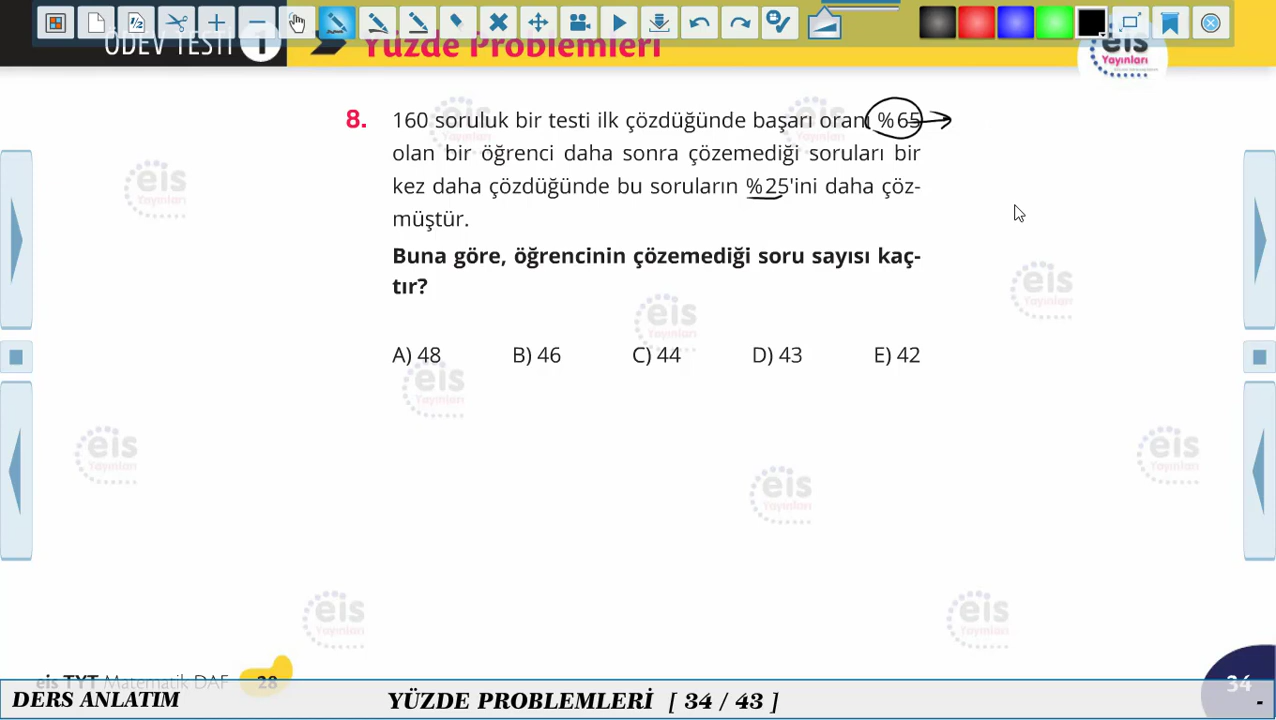 ÖDEV TESTİ 1 Yüzde Problemleri
eis
Yayınları
8. 160 soruluk bir testi ilk çözdüğünde başarı oranı %65
olan bir öğrenci daha sonra çözemediği soruları bir
kez daha çözdüğünde bu soruların %25'ini daha çöz-
müştür.
Buna göre, öğrencinin çözemediği soru sayısı kaç-
tır?
A) 48 B) 46 C) 44 D) 43 E) 42
eis TYT Matematik DAF 28
34
DERS ANLATIM YÜZDE PROBLEMLERİ [ 34 / 43 ] -